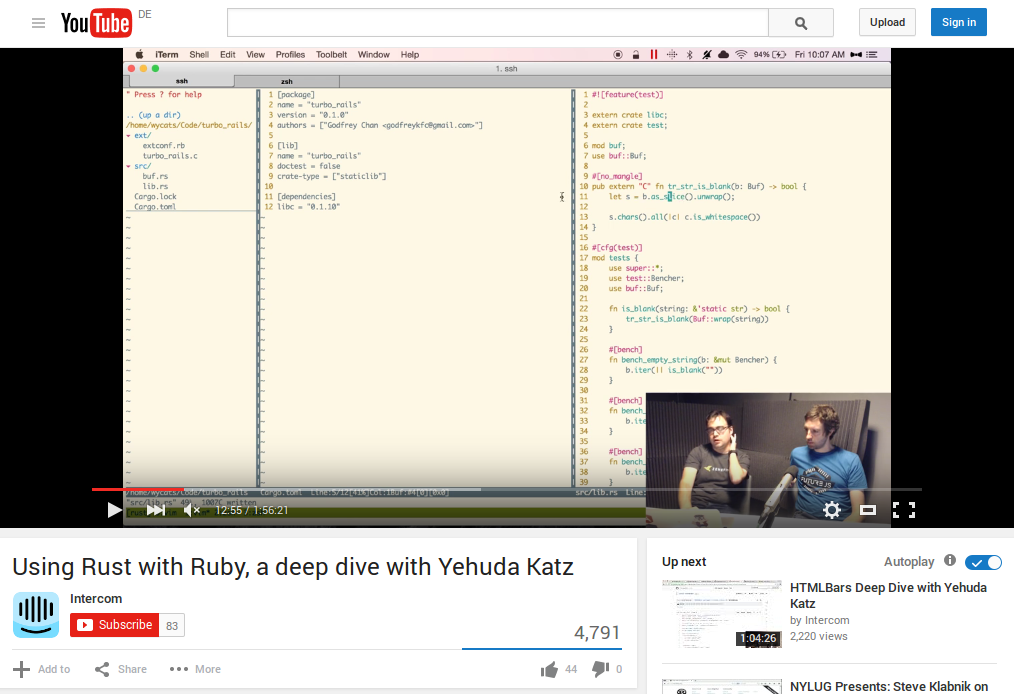 YouTube DE
Upload
Sign in
iTerm Shell Edit View Profiles Toolbelt Window Help
94% Fri 10:07 AM
1. ssh
ssh
zsh
" Press ? for help
.. (up a dir)
/home/wycats/Code/turbo_rails/
▾ ext/
extconf.rb
turbo_rails.c
▾ src/
buf.rs
lib.rs
Cargo.lock
Cargo.toml
1 [package]
2 name = "turbo_rails"
3 version = "0.1.0"
4 authors = ["Godfrey Chan <godfreykfc@gmail.com>"]
5
6 [lib]
7 name = "turbo_rails"
8 doctest = false
9 crate-type = ["staticlib"]
10
11 [dependencies]
12 libc = "0.1.10"
1 #![feature(test)]
2
3 extern crate libc;
4 extern crate test;
5
6 mod buf;
7 use buf::Buf;
8
9 #[no_mangle]
10 pub extern "C" fn tr_str_is_blank(b: Buf) -> bool {
11 let s = b.as_slice().unwrap();
12
13 s.chars().all(|c| c.is_whitespace())
14 }
15
16 #[cfg(test)]
17 mod tests {
18 use super::*;
19 use test::Bencher;
20 use buf::Buf;
21
22 fn is_blank(string: &'static str) -> bool {
23 tr_str_is_blank(Buf::wrap(string))
24 }
25
26 #[bench]
27 fn bench_empty_string(b: &mut Bencher) {
28 b.iter(|| is_blank(""))
29 }
30
31 #[bench]
32 fn bench_
33 b.ite
34 }
35
36 #[bench]
37 fn bench_
38 b.ite
39 }
/home/wycats/Code/turbo_rails Cargo.toml Line:5/12[41%]Col:18Buf:#4[0][0x0]
src/lib.rs Line:
"src/lib.rs" 49L, 1007C written
12:55 / 1:56:21
Using Rust with Ruby, a deep dive with Yehuda Katz
Intercom
Subscribe 83
4,791
Add to Share More
44 0
Up next
Autoplay
HTMLBars Deep Dive with Yehuda
Katz
by Intercom
2,220 views
1:04:26
NYLUG Presents: Steve Klabnik on